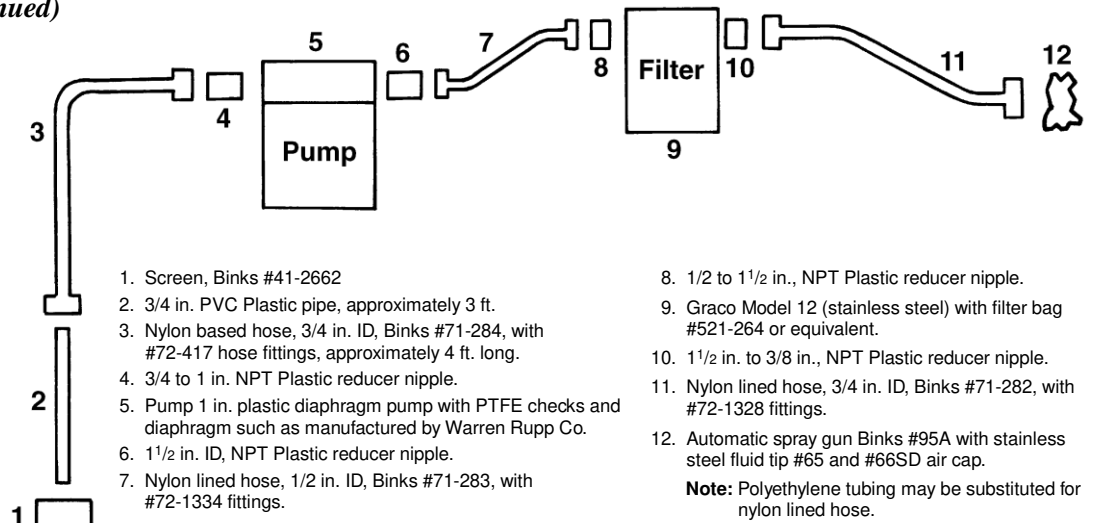 nued)
5
6
7
8
Filter
10
11
12
3
4
Pump
9
2
1
1. Screen, Binks #41-2662
2. 3/4 in. PVC Plastic pipe, approximately 3 ft.
3. Nylon based hose, 3/4 in. ID, Binks #71-284, with
#72-417 hose fittings, approximately 4 ft. long.
4. 3/4 to 1 in. NPT Plastic reducer nipple.
5. Pump 1 in. plastic diaphragm pump with PTFE checks and
diaphragm such as manufactured by Warren Rupp Co.
6. 1 1/2 in. ID, NPT Plastic reducer nipple.
7. Nylon lined hose, 1/2 in. ID, Binks #71-283, with
#72-1334 fittings.
8. 1/2 to 1 1/2 in., NPT Plastic reducer nipple.
9. Graco Model 12 (stainless steel) with filter bag
#521-264 or equivalent.
10. 1 1/2 in. to 3/8 in., NPT Plastic reducer nipple.
11. Nylon lined hose, 3/4 in. ID, Binks #71-282, with
#72-1328 fittings.
12. Automatic spray gun Binks #95A with stainless
steel fluid tip #65 and #66SD air cap.
Note: Polyethylene tubing may be substituted for
nylon lined hose.